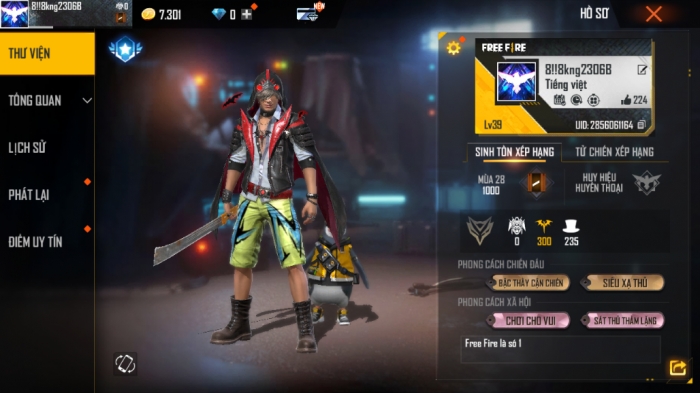 8!!8kng2306B
0
7.301
0
NEW
HỒ SƠ
THƯ VIỆN
TỔNG QUAN
LỊCH SỬ
PHÁT LẠI
ĐIỂM UY TÍN
FREE FIRE
8!!8kng2306B
Tiếng việt
224
Lv39
UID: 2856061164
SINH TỒN XẾP HẠNG
TỬ CHIẾN XẾP HẠNG
MÙA 28
1000
HUY HIỆU
HUYỀN THOẠI
0 300 235
PHONG CÁCH CHIẾN ĐẤU
BẬC THẦY CẬN CHIẾN
SIÊU XẠ THỦ
PHONG CÁCH XÃ HỘI
CHƠI CHO VUI
SÁT THỦ THẦM LẶNG
Free Fire là số 1